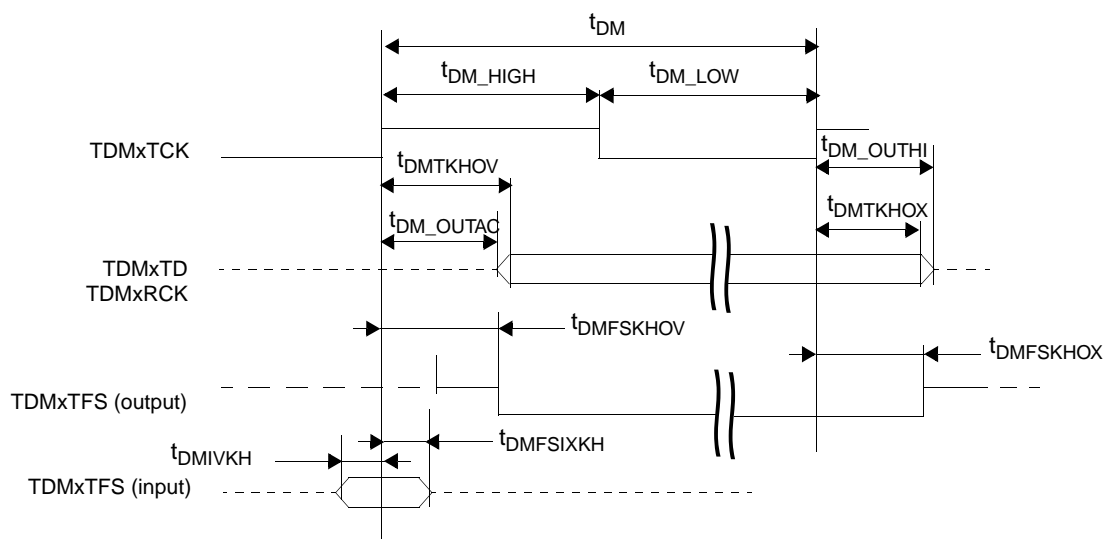 tDM
tDM_HIGH
tDM_LOW
TDMxTCK
tDMTKHOV
tDM_OUTHI
tDM_OUTAC
tDMTKHOX
TDMxTD
TDMxRCK
tDMFSKHOV
tDMFSKHOX
TDMxTFS (output)
tDMIVKH
tDMFSIXKH
TDMxTFS (input)